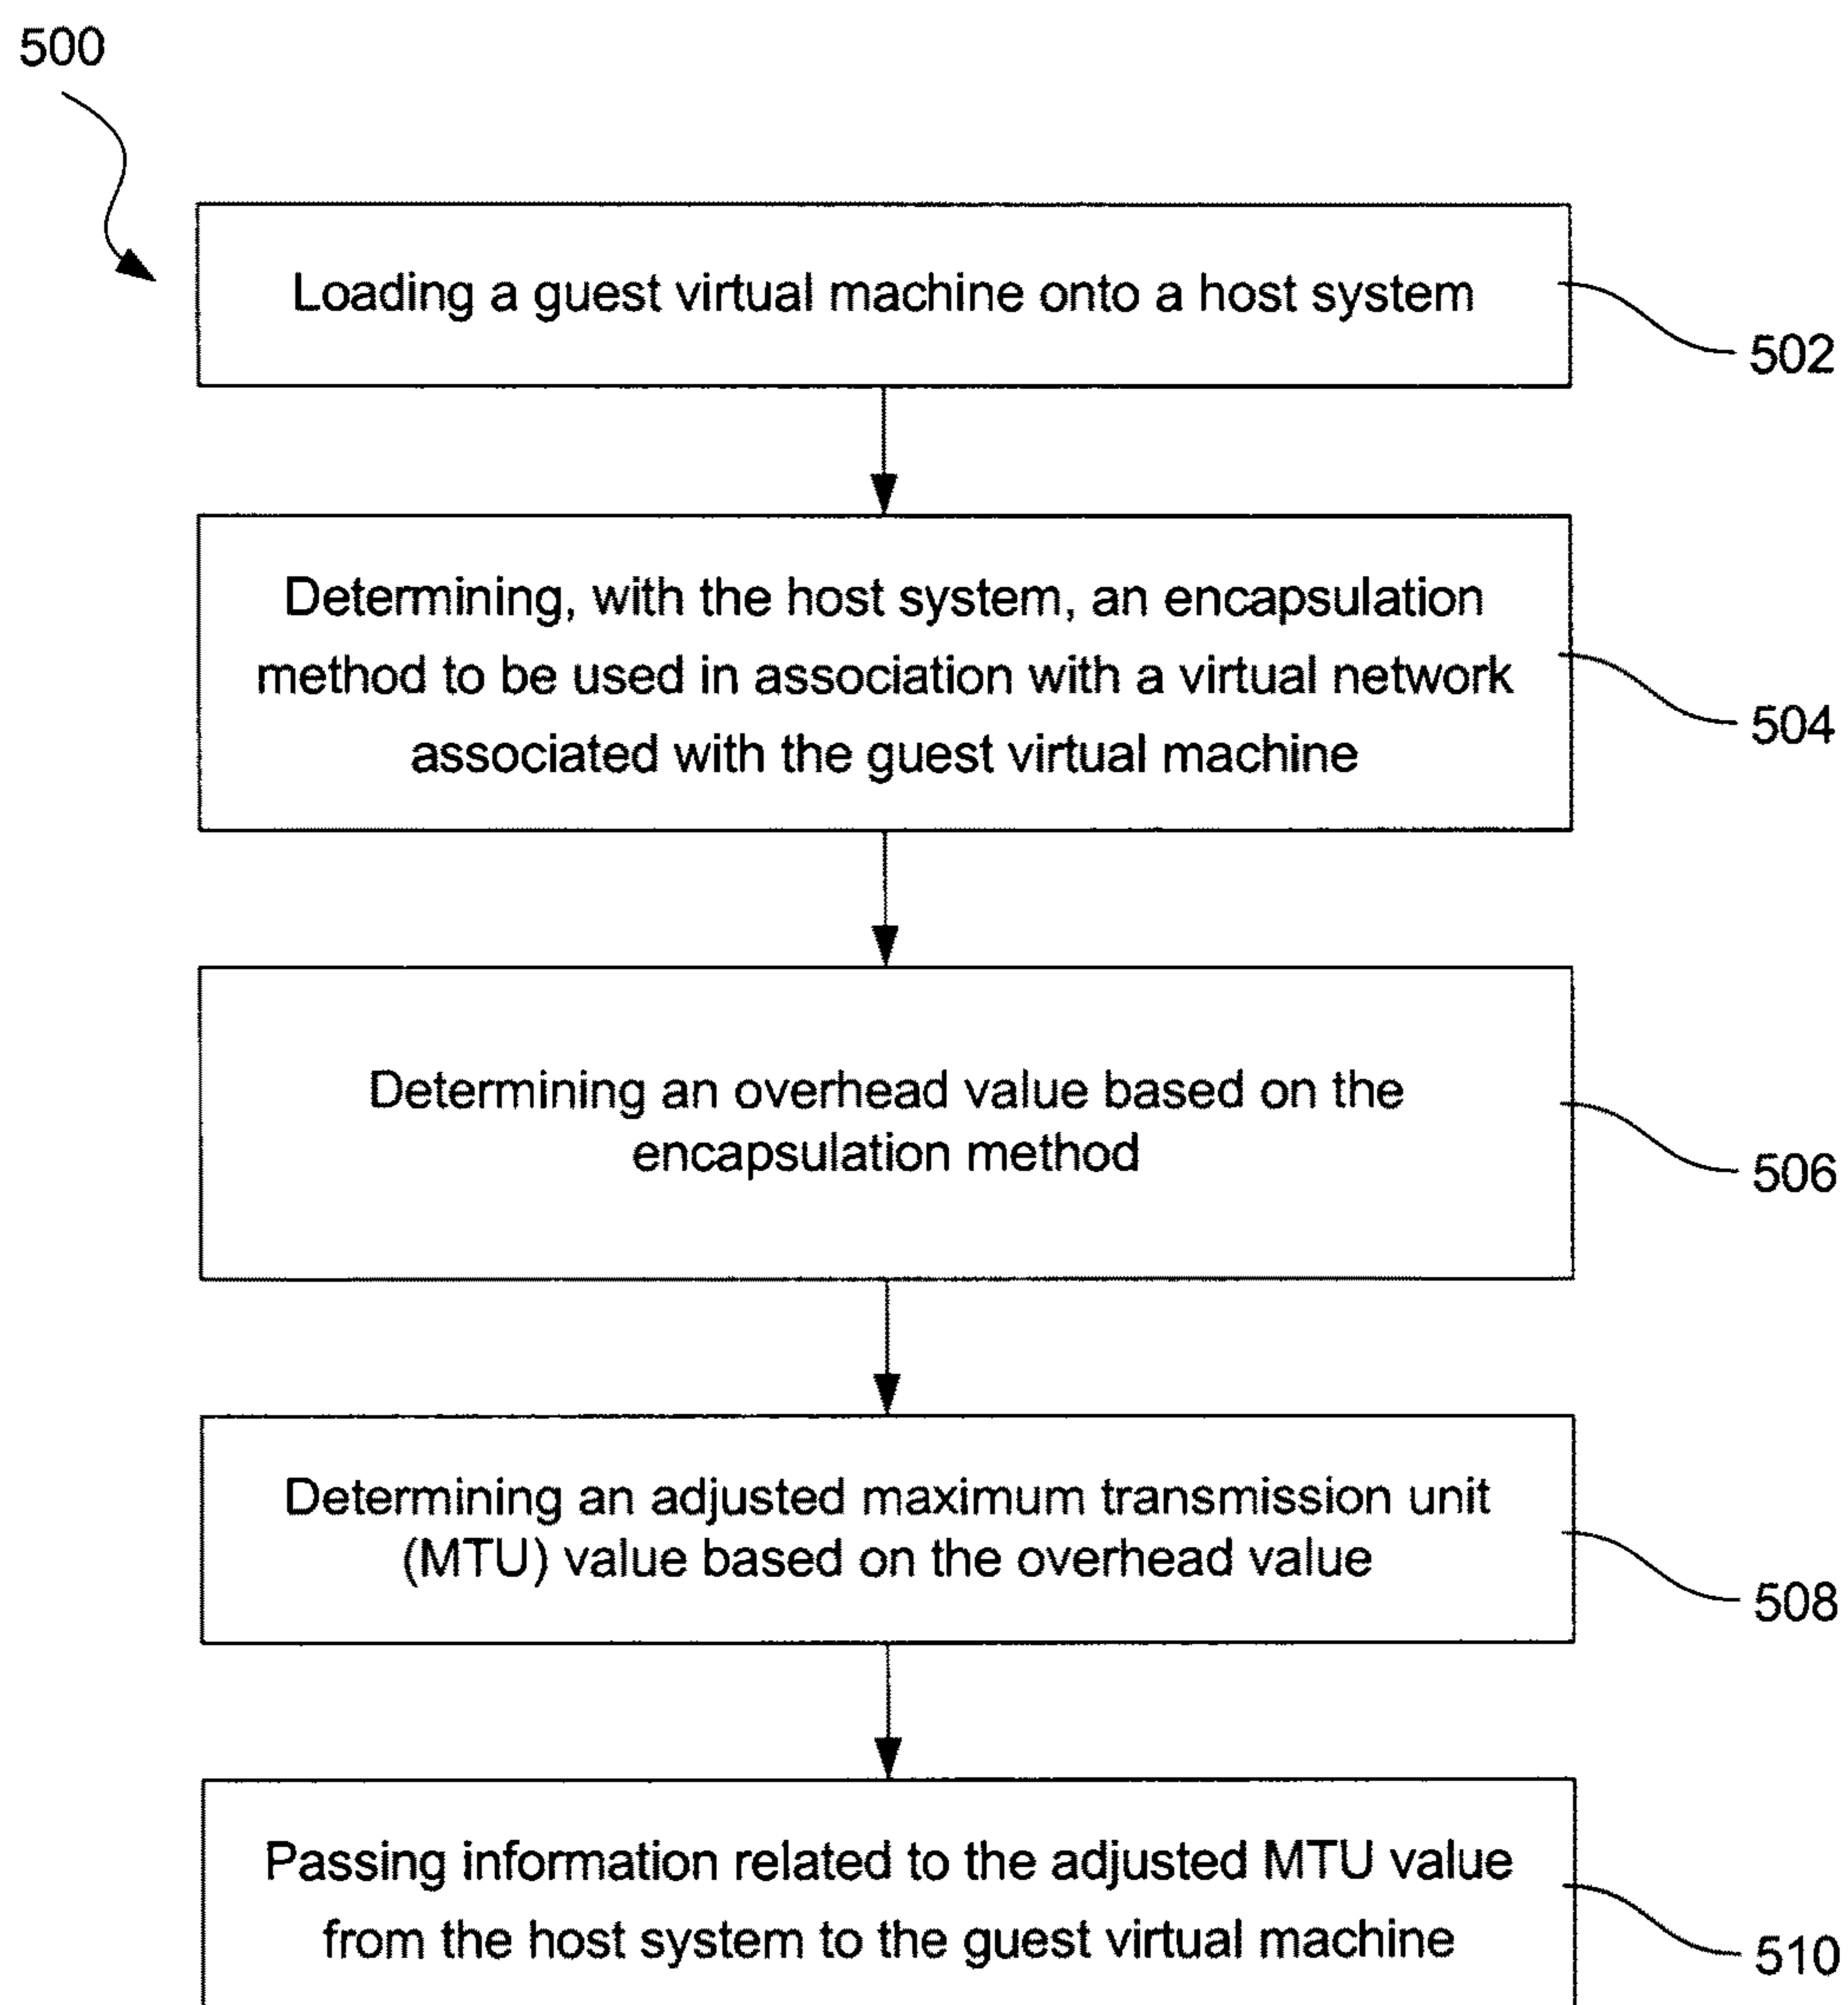 500
Loading a guest virtual machine onto a host system
502
Determining, with the host system, an encapsulation
method to be used in association with a virtual network
associated with the guest virtual machine
504
Determining an overhead value based on the
encapsulation method
506
Determining an adjusted maximum transmission unit
(MTU) value based on the overhead value
508
Passing information related to the adjusted MTU value
from the host system to the guest virtual machine
510